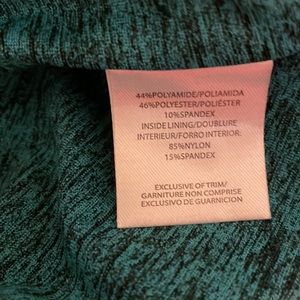 44%POLYAMIDE/POLIAMIDA
46%POLYESTER/POLIÉSTER
10%SPANDEX
INSIDE LINING/DOUBLURE
INTERIEUR/FORRO INTERIOR:
85%NYLON
15%SPANDEX
EXCLUSIVE OF TRIM/
GARNITURE NON COMPRISE
EXCLUSIVO DE GUARNICION